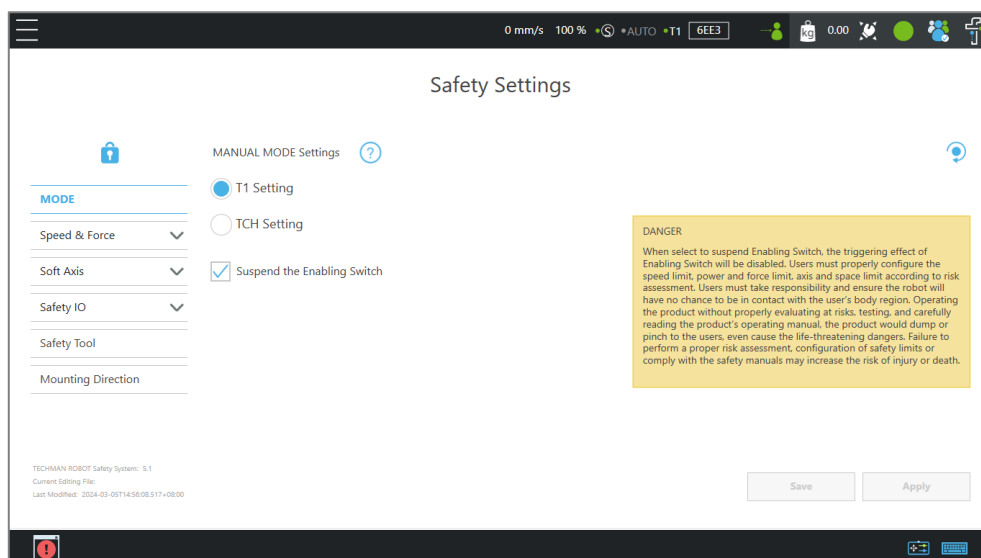 0 mm/s 100 % S AUTO T1 6EE3 kg 0.00
Safety Settings
MANUAL MODE Settings ?
T1 Setting
MODE
TCH Setting
Speed & Force
Soft Axis
Suspend the Enabling Switch
Safety IO
Safety Tool
Mounting Direction
DANGER
When select to suspend Enabling Switch, the triggering effect of
Enabling Switch will be disabled. Users must properly configure the
speed limit, power and force limit, axis and space limit according to risk
assessment. Users must take responsibility and ensure the robot will
have no chance to be in contact with the user's body region. Operating
the product without properly evaluating at risks, testing, and carefully
reading the product's operating manual, the product would dump or
pinch to the users, even cause the life-threatening dangers. Failure to
perform a proper risk assessment, configuration of safety limits or
comply with the safety manuals may increase the risk of injury or death.
TECHMAN ROBOT Safety System: 5.1
Current Editing File:
Last Modified: 2024-03-05T14:56:08.517+08:00
Save
Apply